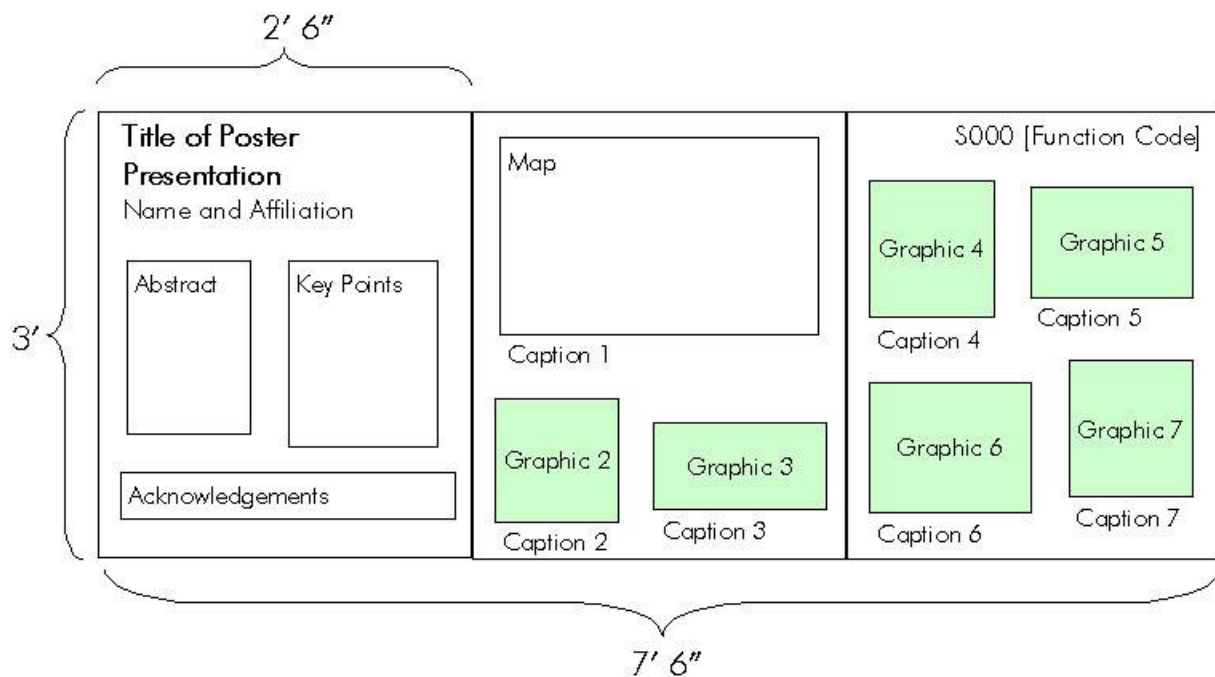 2' 6"
3'
Title of Poster
Presentation
Name and Affiliation
Abstract
Key Points
Acknowledgements
Map
Caption 1
Graphic 2
Caption 2
Graphic 3
Caption 3
S000 [Function Code]
Graphic 4
Caption 4
Graphic 5
Caption 5
Graphic 6
Caption 6
Graphic 7
Caption 7
7' 6"